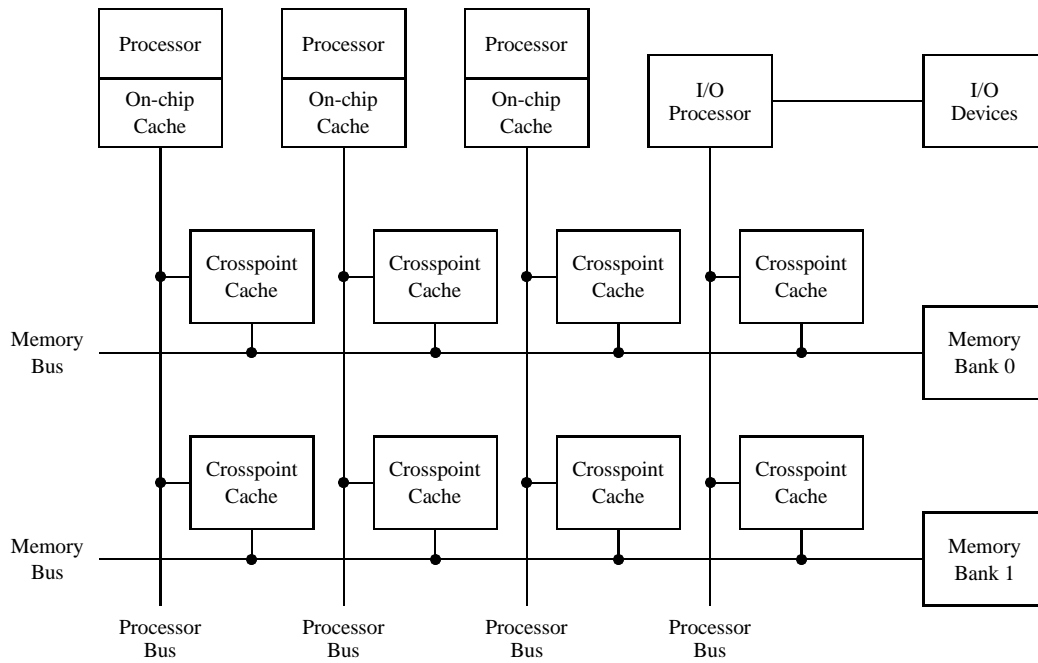 Processor
On-chip
Cache
Processor
On-chip
Cache
Processor
On-chip
Cache
I/O
Processor
I/O
Devices
Crosspoint
Cache
Crosspoint
Cache
Crosspoint
Cache
Crosspoint
Cache
Memory
Bus
Memory
Bank 0
Crosspoint
Cache
Crosspoint
Cache
Crosspoint
Cache
Crosspoint
Cache
Memory
Bus
Memory
Bank 1
Processor
Bus
Processor
Bus
Processor
Bus
Processor
Bus